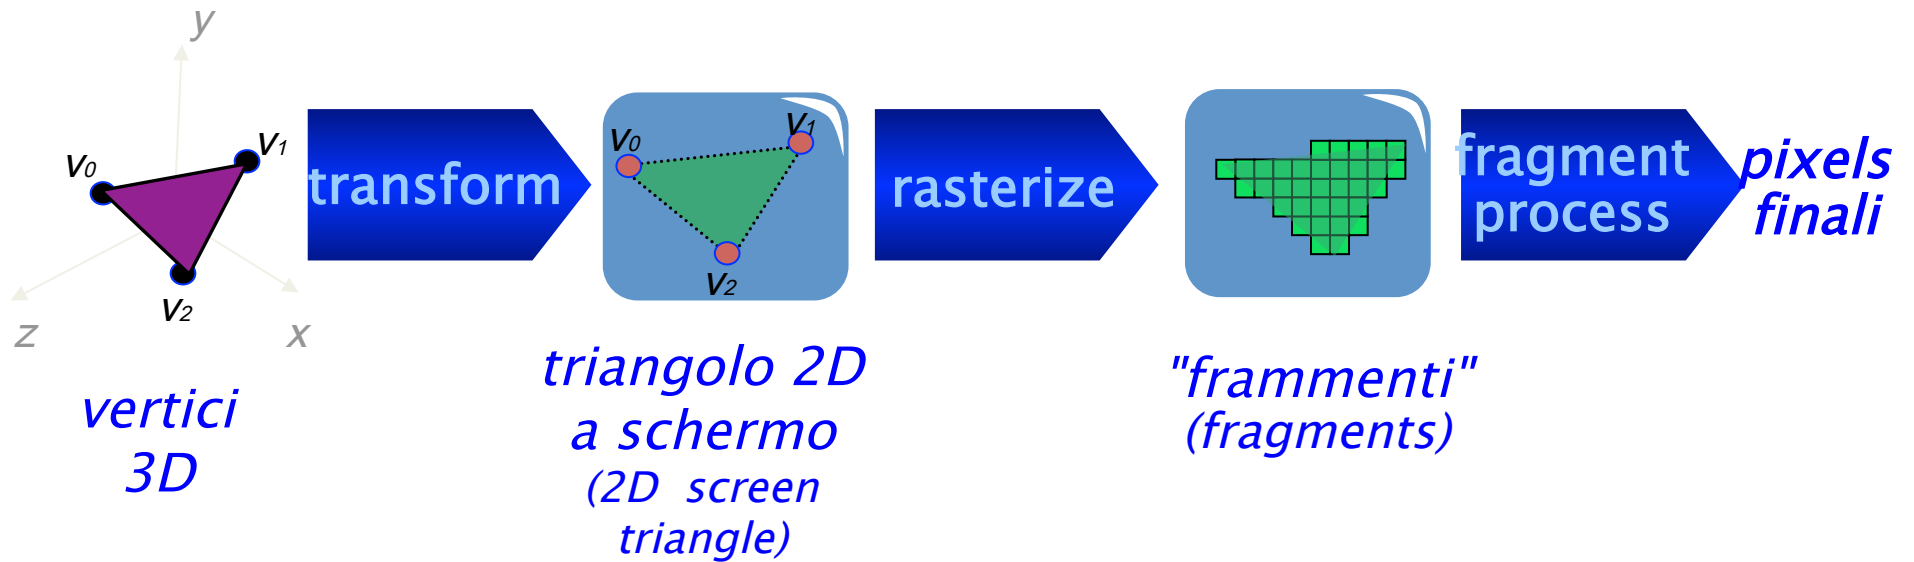 y
v₀
v₁
v₂
z
x
vertici
3D
transform
v₀
v₁
v₂
triangolo 2D
a schermo
(2D screen
triangle)
rasterize
"frammenti"
(fragments)
fragment
process
pixels
finali